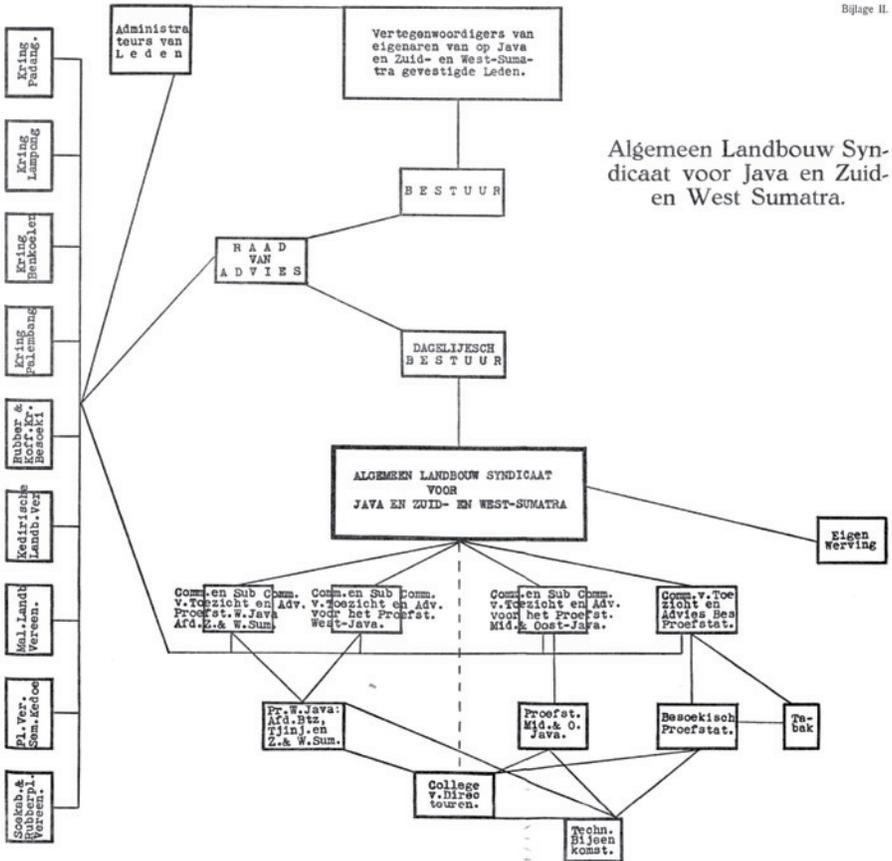 Bijlage II.
Administra
teurs van
L e d e n
Vertegenwoordigers van
eigenaren van op Java
en Zuid- en West-Suma-
tra gevestigde Leden.
Algemeen Landbouw Syn-
dicaat voor Java en Zuid-
en West Sumatra.
B E S T U U R
R A A D
VAN
A D V I E S
DAGELIJKSCH
B E S T U U R
ALGEMEEN LANDBOUW SYNDICAAT
VOOR
JAVA EN ZUID- EN WEST-SUMATRA
Eigen
Werving
Comm.en Sub Comm.
v.Toezicht en Adv.
Proefst.W.Java
Afd.Z.& W.Sum.
Comm.en Sub Comm.
v.Toezicht en Adv.
voor het Proefst.
West-Java.
Comm.en Sub Comm.
v.Toezicht en Adv.
voor het Proefst.
Mid.& Oost-Java.
Comm.v.Toe
zicht en
Advies Bes
Proefstat.
Pr.W.Java:
Afd.Btz,
Tjinj.en
Z.& W.Sum.
Proefst.
Mid.& O.
Java.
Besoekisch
Proefstat.
Ta-
bak
College
v.Direc
teuren.
Techn.
Bijeen
komst.
Kring
Padang.
Kring
Lampong
Kring
Benkoelen
Kring
Palembang
Rubber &
Koff.Kr.
Besoeki
Kedirische
Landb.Ver
Mal.Landb
Vereen.
Pl.Ver.
Sem.Kedoe
Soekab.&
Rubberpl.
Vereen.